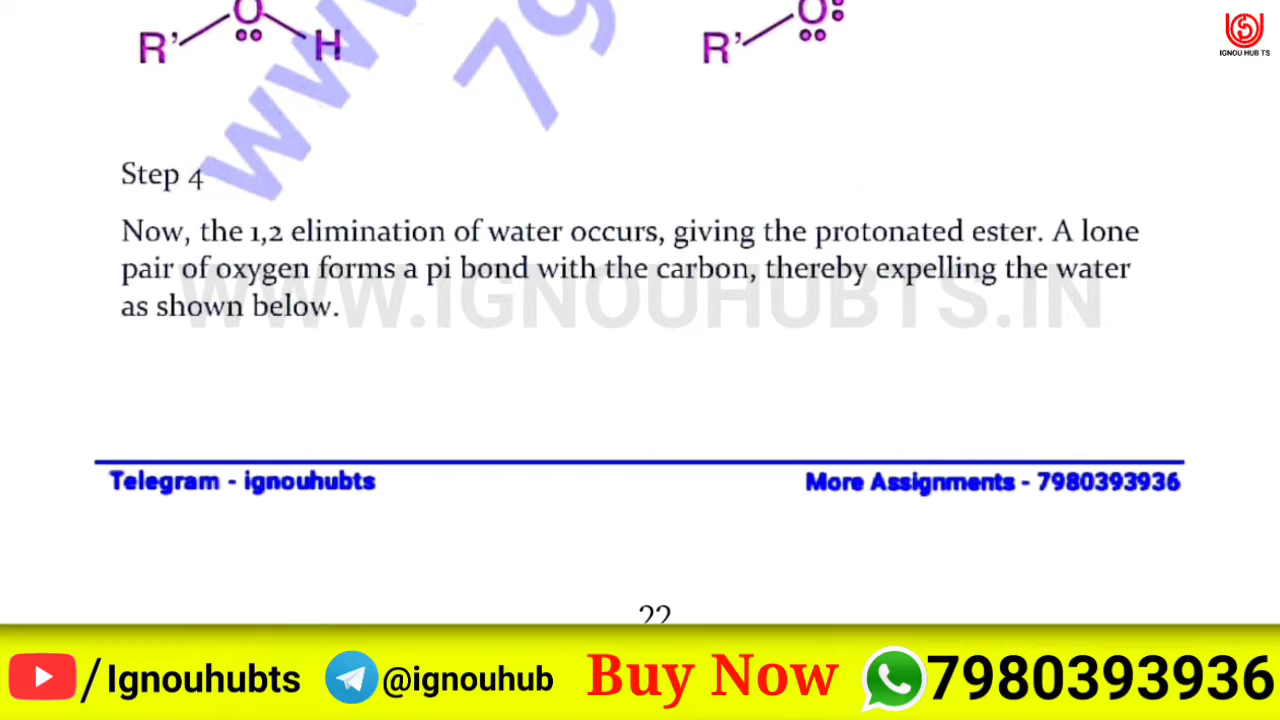 O
O
IGNOU HUB TS
R’
H
R’
www
79
Step 4
Now, the 1,2 elimination of water occurs, giving the protonated ester. A lone
pair of oxygen forms a pi bond with the carbon, thereby expelling the water
as shown below.
WWW.IGNOUHUBTS.IN
Telegram - ignouhubts
More Assignments - 7980393936
22
/Ignouhubts
@ignouhub
Buy Now
7980393936